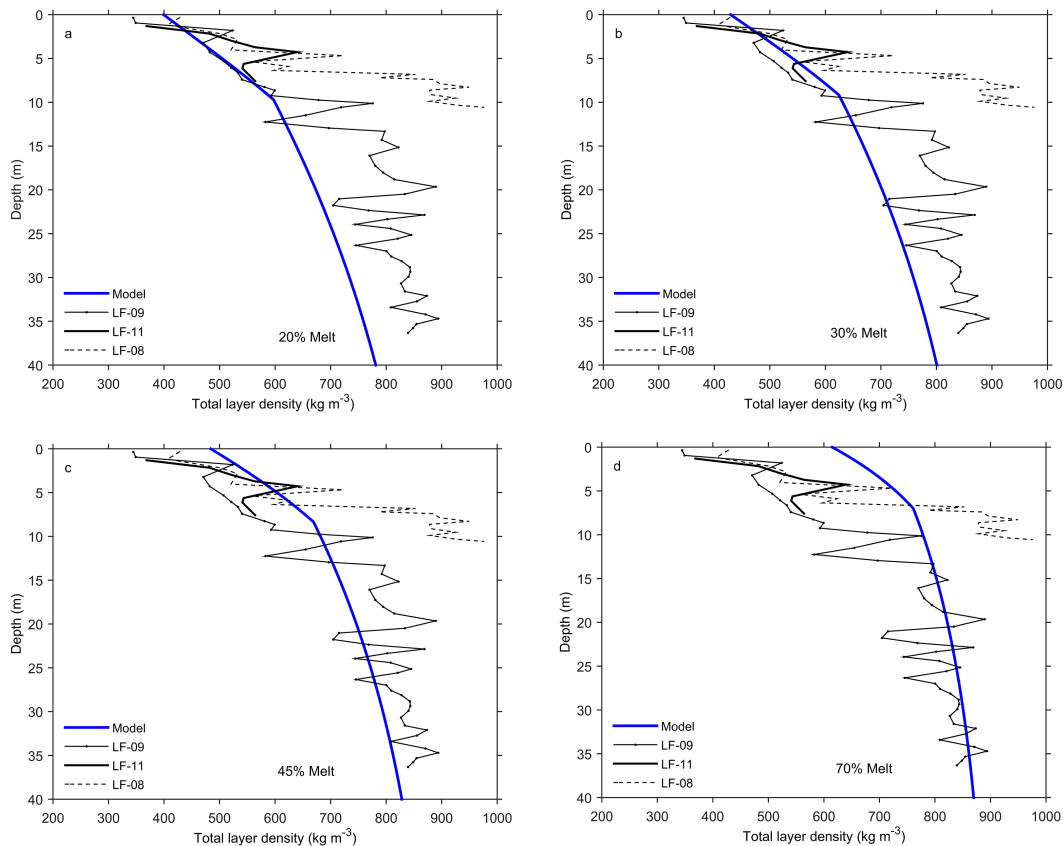 0
5
10
15
20
25
30
35
40
Depth (m)
a
Model
LF-09
LF-11
LF-08
20% Melt
200 300 400 500 600 700 800 900 1000
Total layer density (kg m-3)
0
5
10
15
20
25
30
35
40
Depth (m)
b
Model
LF-09
LF-11
LF-08
30% Melt
200 300 400 500 600 700 800 900 1000
Total layer density (kg m-3)
0
5
10
15
20
25
30
35
40
Depth (m)
c
Model
LF-09
LF-11
LF-08
45% Melt
200 300 400 500 600 700 800 900 1000
Total layer density (kg m-3)
0
5
10
15
20
25
30
35
40
Depth (m)
d
Model
LF-09
LF-11
LF-08
70% Melt
200 300 400 500 600 700 800 900 1000
Total layer density (kg m-3)